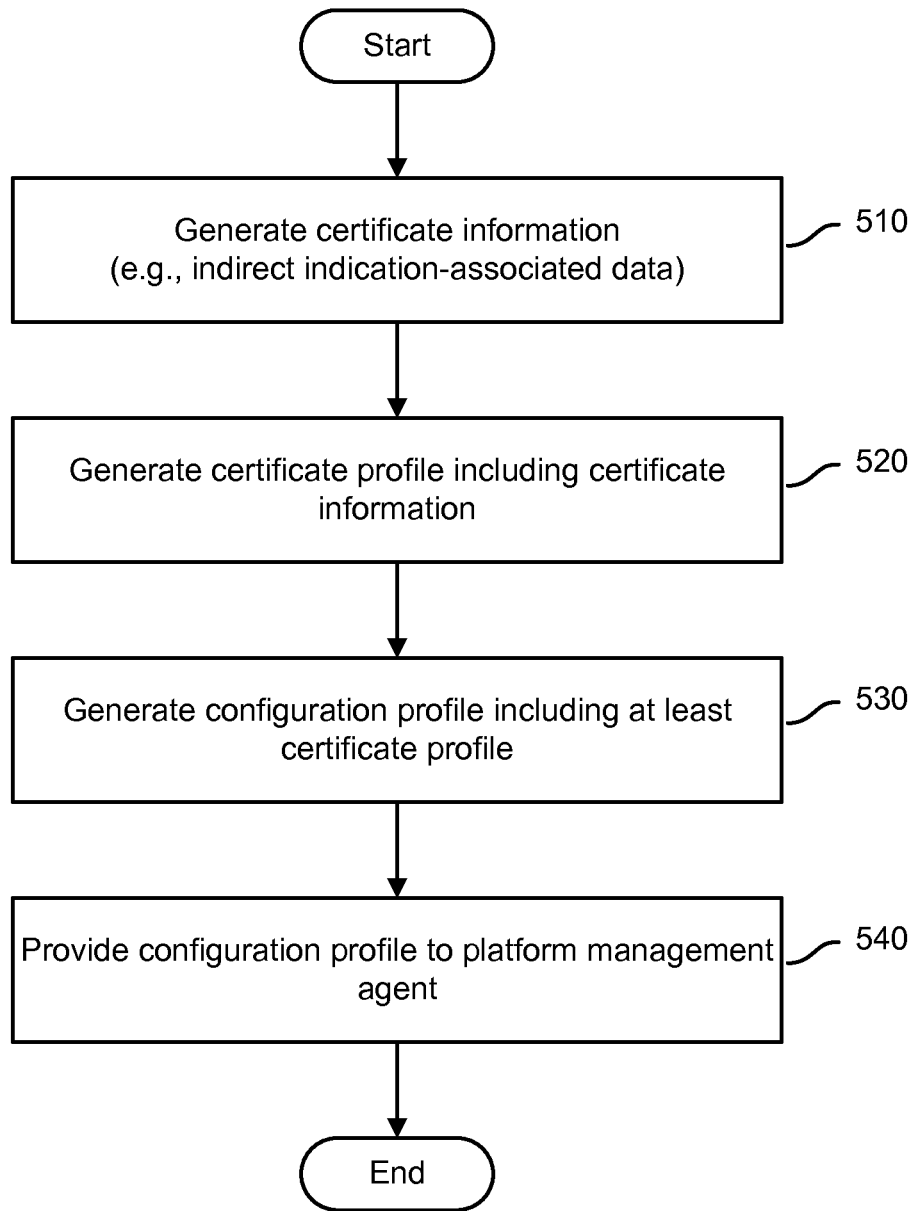 Start
Generate certificate information
(e.g., indirect indication-associated data)
510
Generate certificate profile including certificate
information
520
Generate configuration profile including at least
certificate profile
530
Provide configuration profile to platform management
agent
540
End